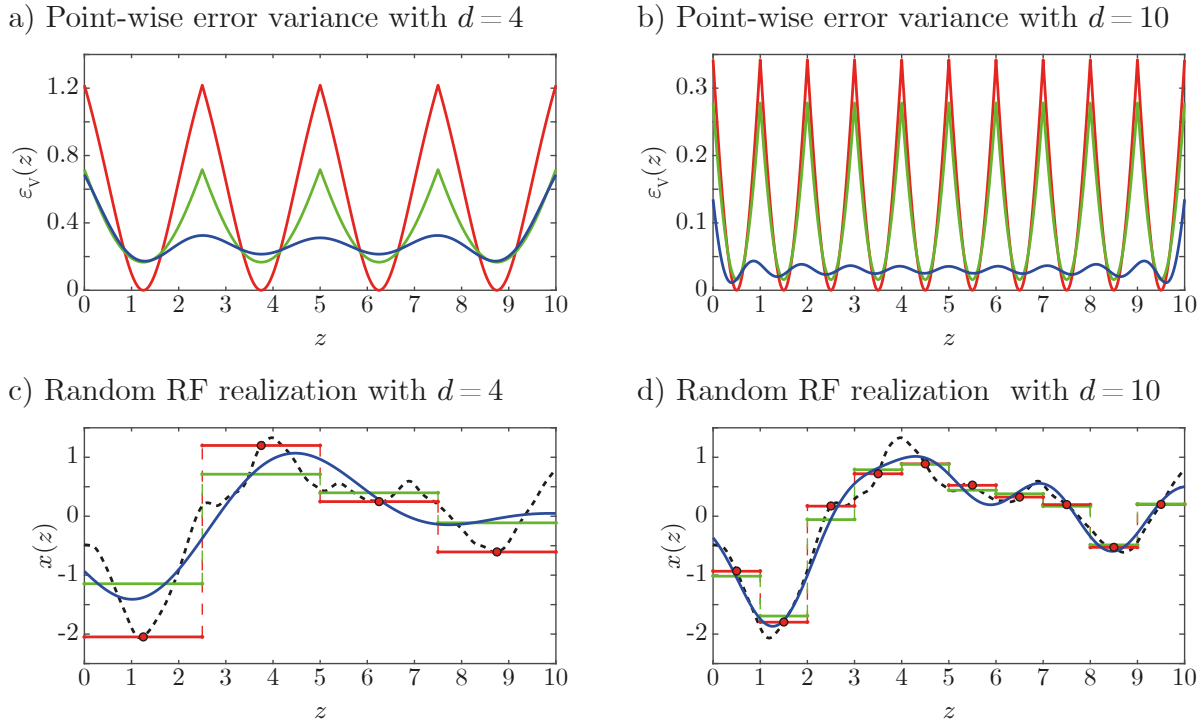 a) Point-wise error variance with d = 4
1.2
0.8
0.4
0
εᵥ(z)
0 1 2 3 4 5 6 7 8 9 10
z
b) Point-wise error variance with d = 10
0.3
0.2
0.1
0
εᵥ(z)
0 1 2 3 4 5 6 7 8 9 10
z
c) Random RF realization with d = 4
1
0
-1
-2
x(z)
0 1 2 3 4 5 6 7 8 9 10
z
d) Random RF realization with d = 10
1
0
-1
-2
x(z)
0 1 2 3 4 5 6 7 8 9 10
z